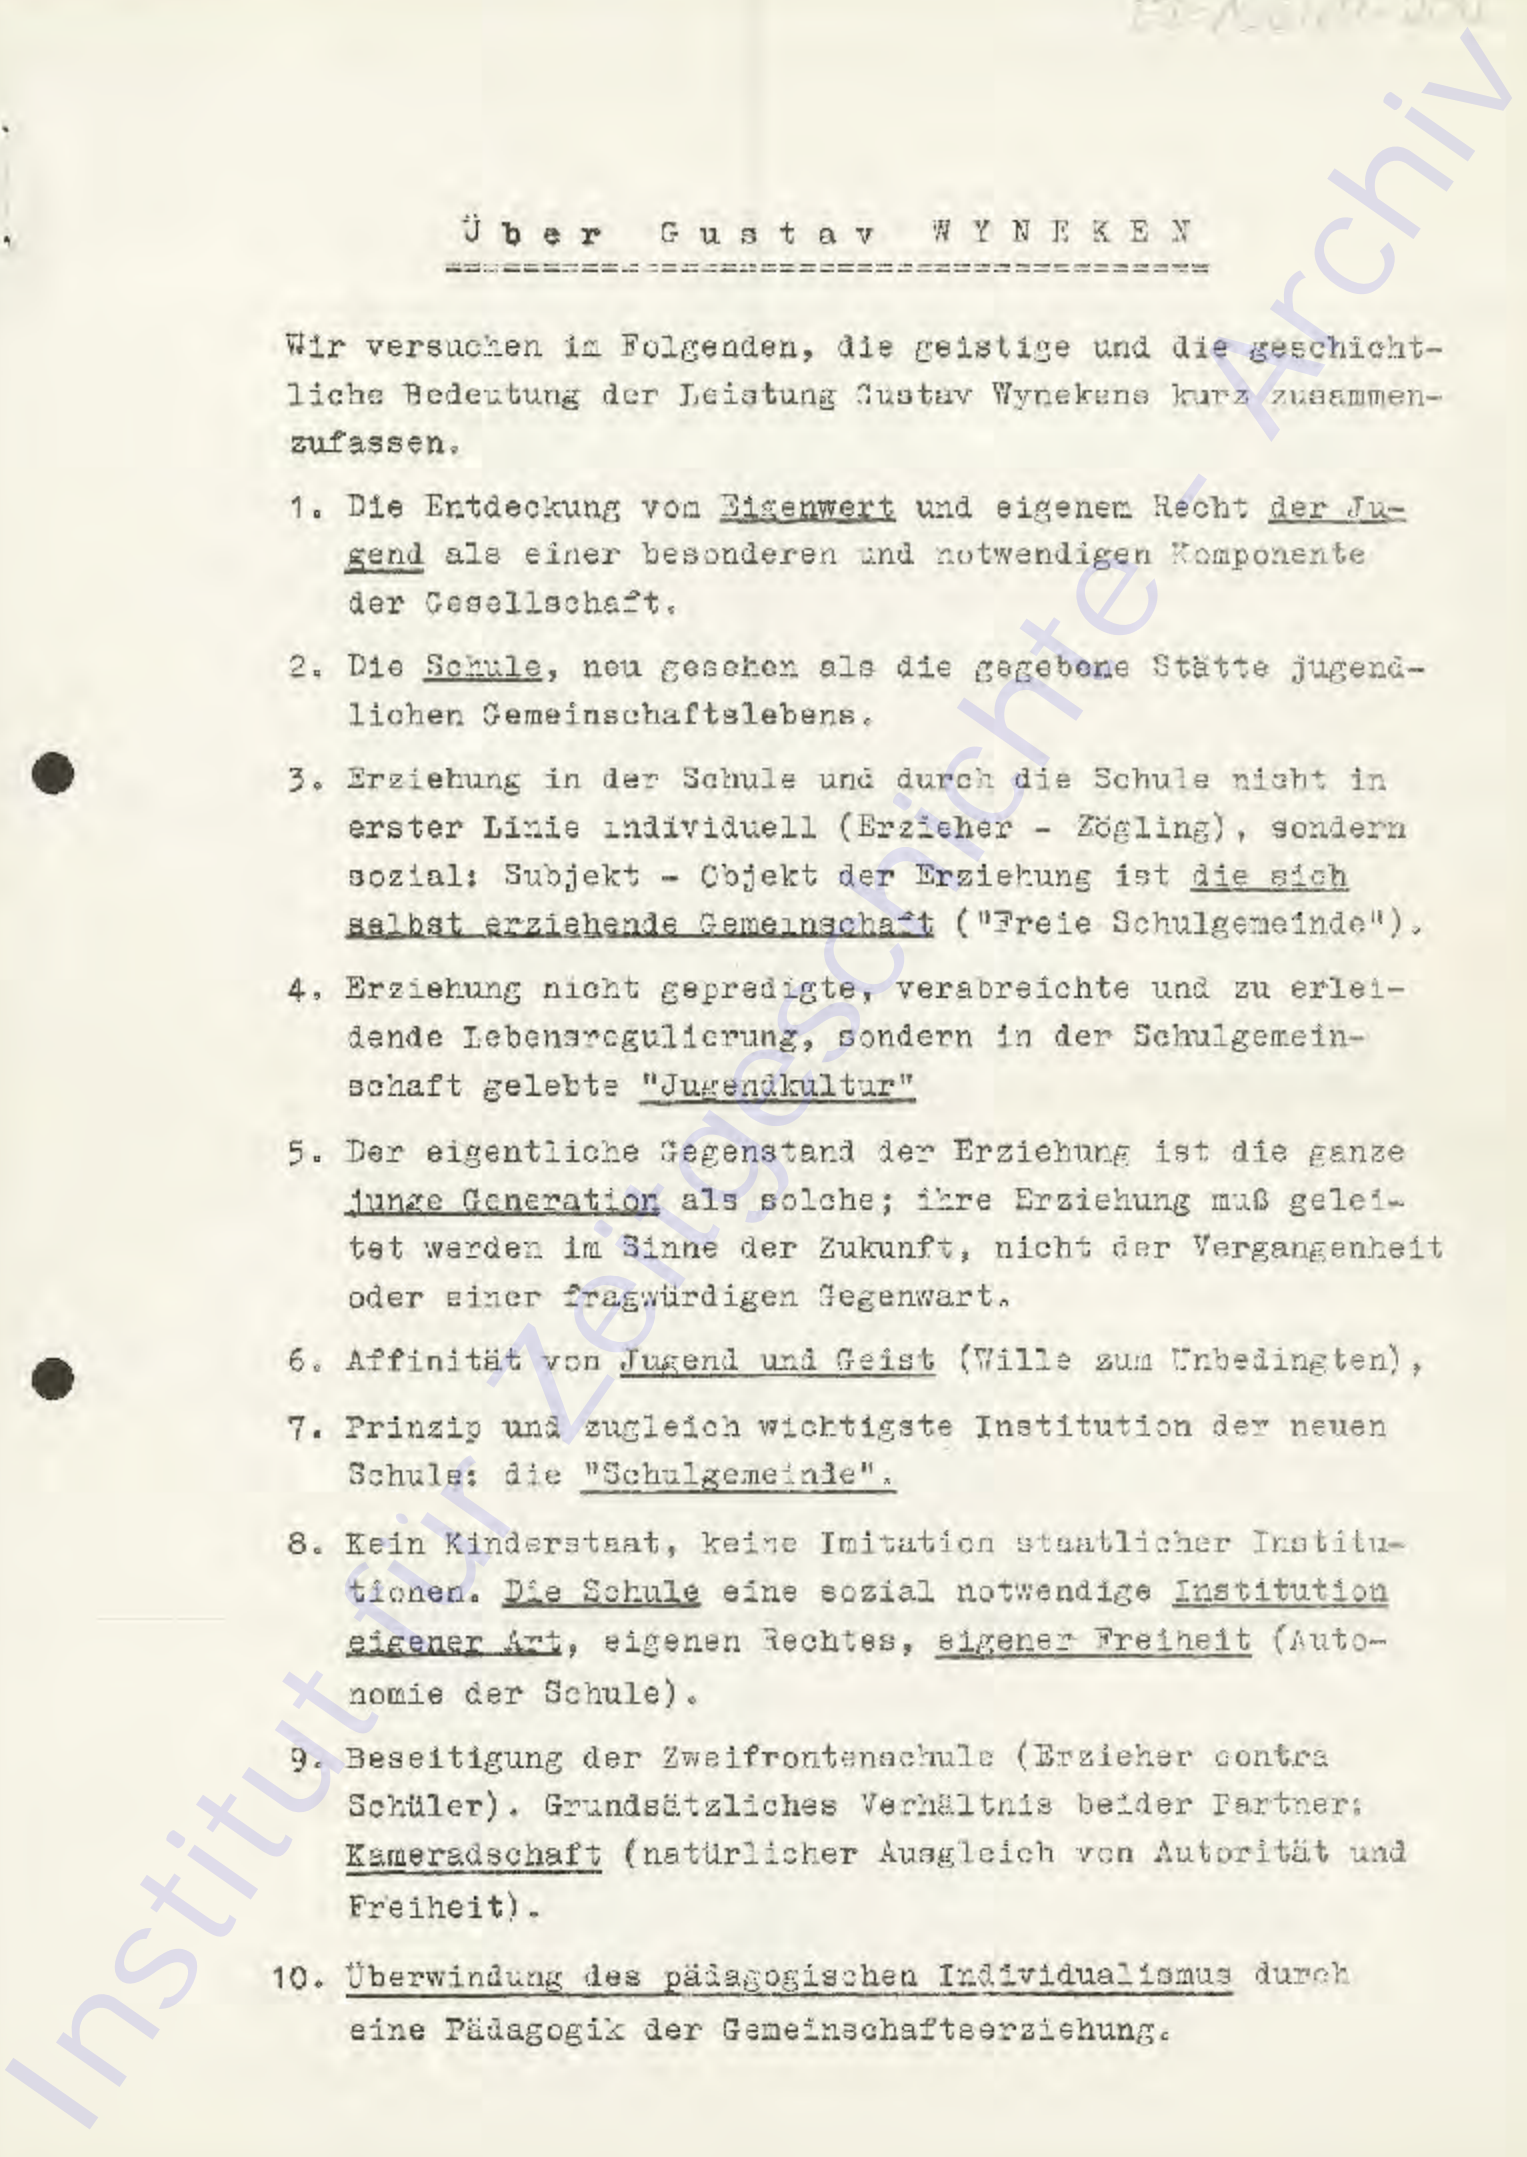 Über Gustav WYNEKEN
Wir versuchen im Folgenden, die geistige und die geschicht-
liche Bedeutung der Leistung Gustav Wynekens kurz zusammen-
zufassen.
1. Die Entdeckung von Eigenwert und eigenem Recht der Ju-
gend als einer besonderen und notwendigen Komponente
der Gesellschaft.
2. Die Schule, neu gesehen als die gegebene Stätte jugend-
lichen Gemeinschaftslebens.
3. Erziehung in der Schule und durch die Schule nicht in
erster Linie individuell (Erzieher - Zögling), sondern
sozial: Subjekt - Objekt der Erziehung ist die sich
selbst erziehende Gemeinschaft ("Freie Schulgemeinde").
4. Erziehung nicht gepredigte, verabreichte und zu erlei-
dende Lebensregulierung, sondern in der Schulgemein-
schaft gelebte "Jugendkultur"
5. Der eigentliche Gegenstand der Erziehung ist die ganze
junge Generation als solche; ihre Erziehung muß gelei-
tet werden im Sinne der Zukunft, nicht der Vergangenheit
oder einer fragwürdigen Gegenwart.
6. Affinität von Jugend und Geist (Wille zum Unbedingten),
7. Prinzip und zugleich wichtigste Institution der neuen
Schule: die "Schulgemeinde".
8. Kein Kinderstaat, keine Imitation staatlicher Institu-
tionen. Die Schule eine sozial notwendige Institution
eigener Art, eigenen Rechtes, eigener Freiheit (Auto-
nomie der Schule).
9. Beseitigung der Zweifrontenschule (Erzieher contra
Schüler). Grundsätzliches Verhältnis beider Partner:
Kameradschaft (natürlicher Ausgleich von Autorität und
Freiheit).
10. Überwindung des pädagogischen Individualismus durch
eine Pädagogik der Gemeinschaftserziehung.
Institut für Zeitgeschichte - Archiv